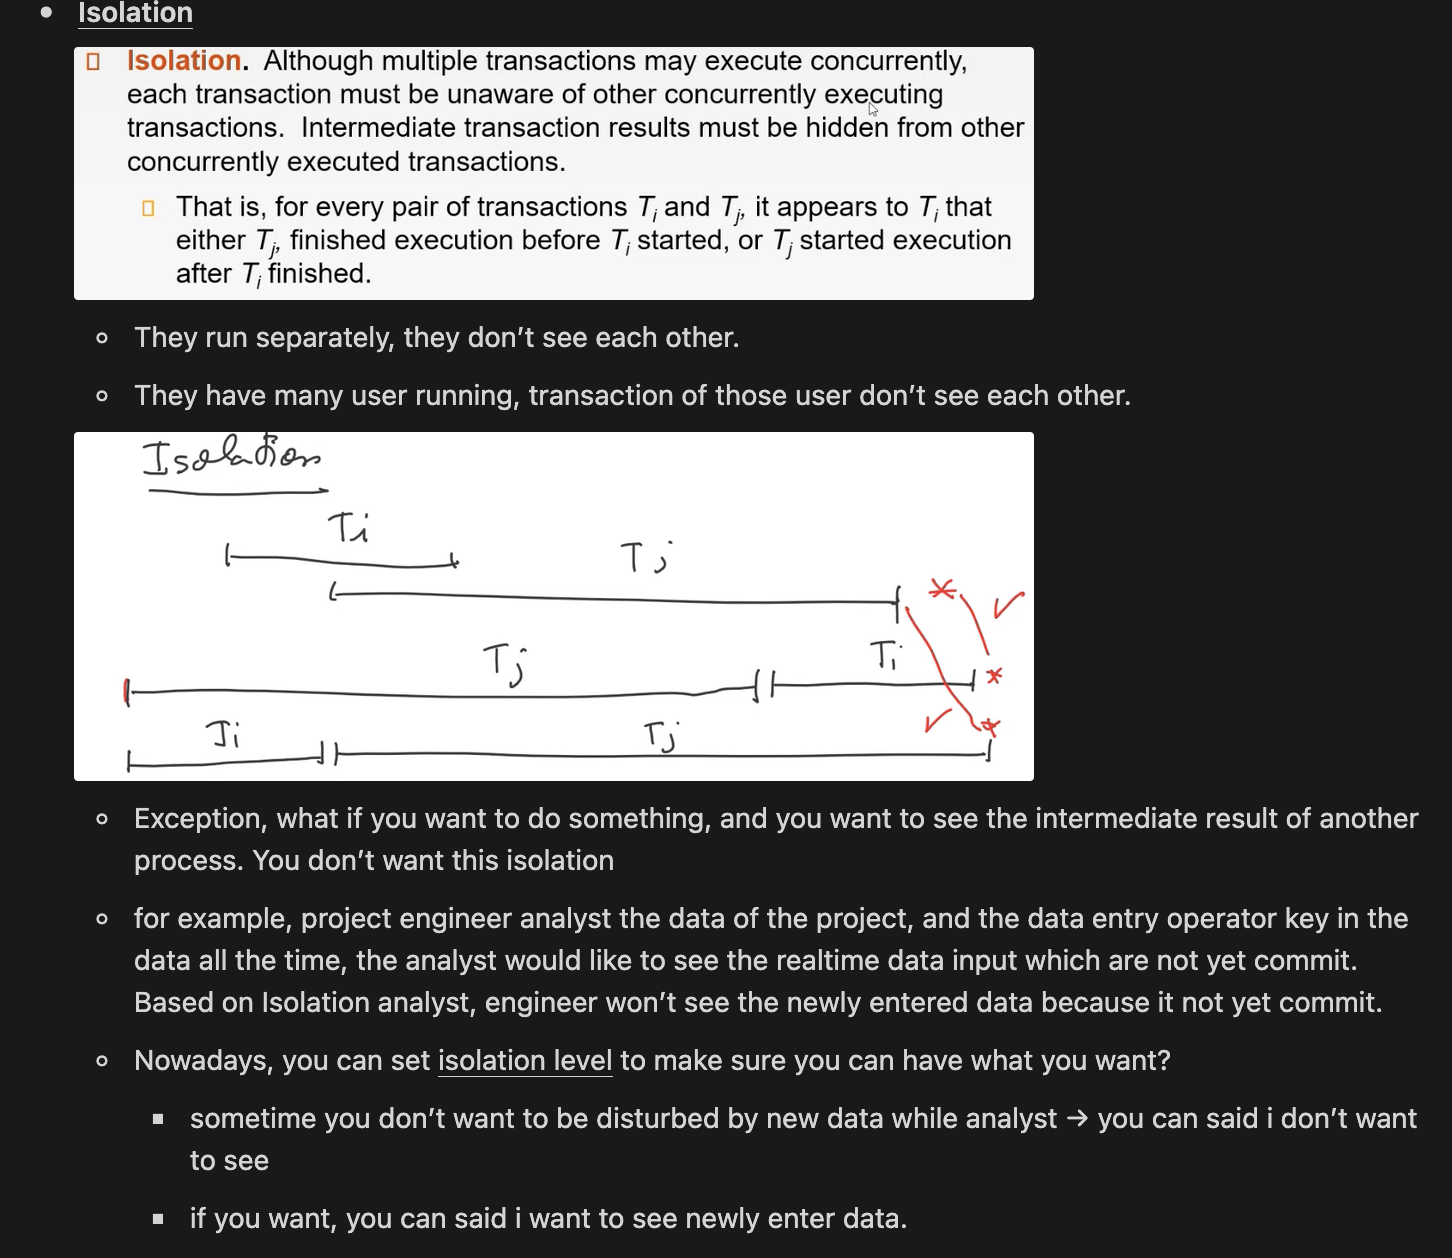 Isolation
Isolation. Although multiple transactions may execute concurrently,
each transaction must be unaware of other concurrently executing
transactions. Intermediate transaction results must be hidden from other
concurrently executed transactions.
That is, for every pair of transactions Ti and Tj, it appears to Ti that
either Tj, finished execution before Ti started, or Tj started execution
after Ti finished.
They run separately, they don’t see each other.
They have many user running, transaction of those user don’t see each other.
Isolation
Ti
Tj
Tj
Ti
Ti
Tj
Exception, what if you want to do something, and you want to see the intermediate result of another
process. You don’t want this isolation
for example, project engineer analyst the data of the project, and the data entry operator key in the
data all the time, the analyst would like to see the realtime data input which are not yet commit.
Based on Isolation analyst, engineer won’t see the newly entered data because it not yet commit.
Nowadays, you can set isolation level to make sure you can have what you want?
sometime you don’t want to be disturbed by new data while analyst → you can said i don’t want
to see
if you want, you can said i want to see newly enter data.